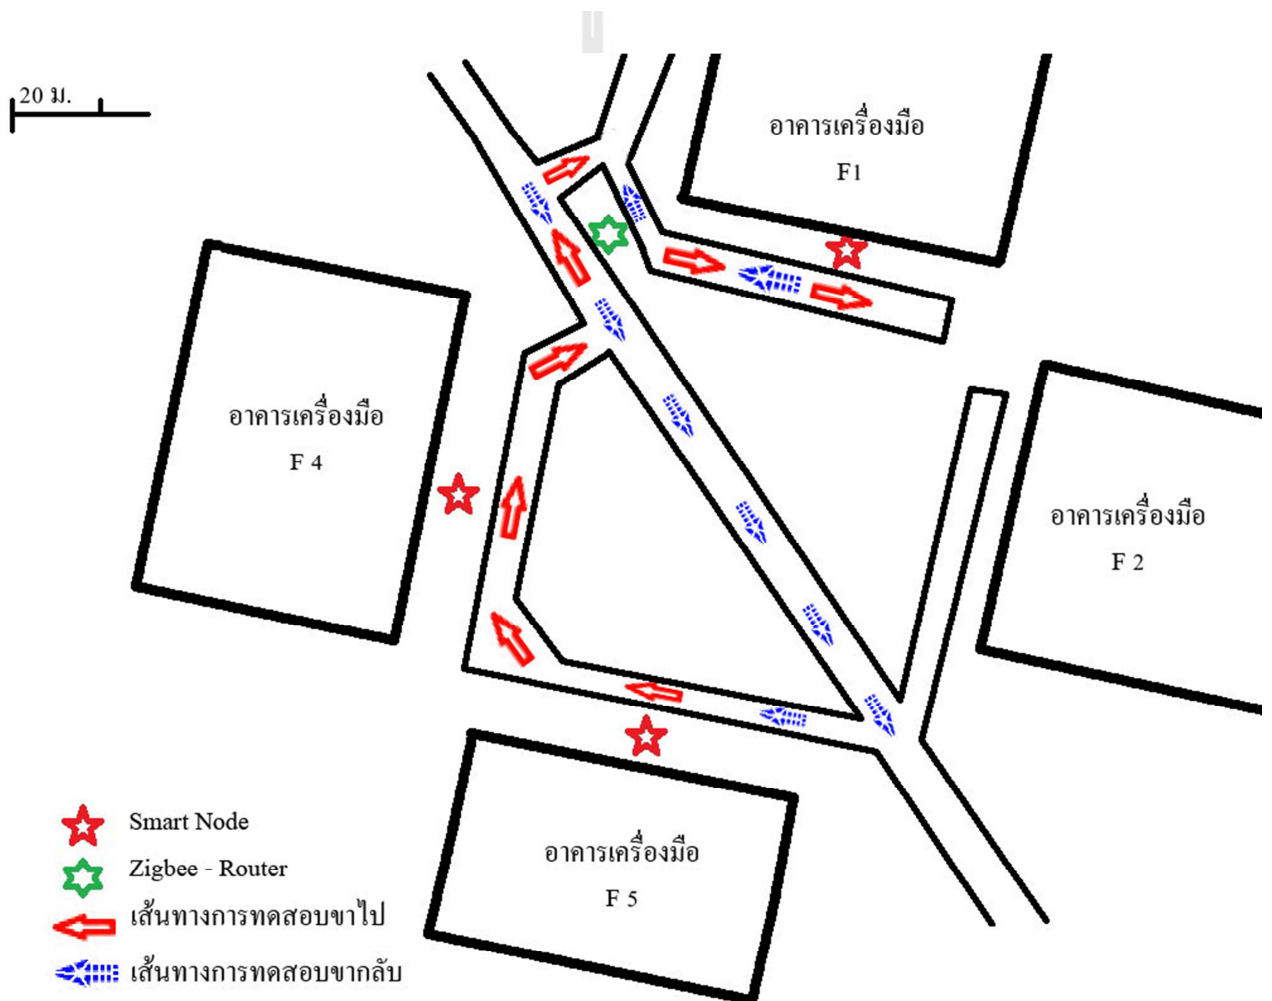 20 ม.
อาคารเครื่องมือ
F1
อาคารเครื่องมือ
F 4
อาคารเครื่องมือ
F 2
อาคารเครื่องมือ
F 5
Smart Node
Zigbee - Router
เส้นทางการทดสอบขาไป
เส้นทางการทดสอบขากลับ